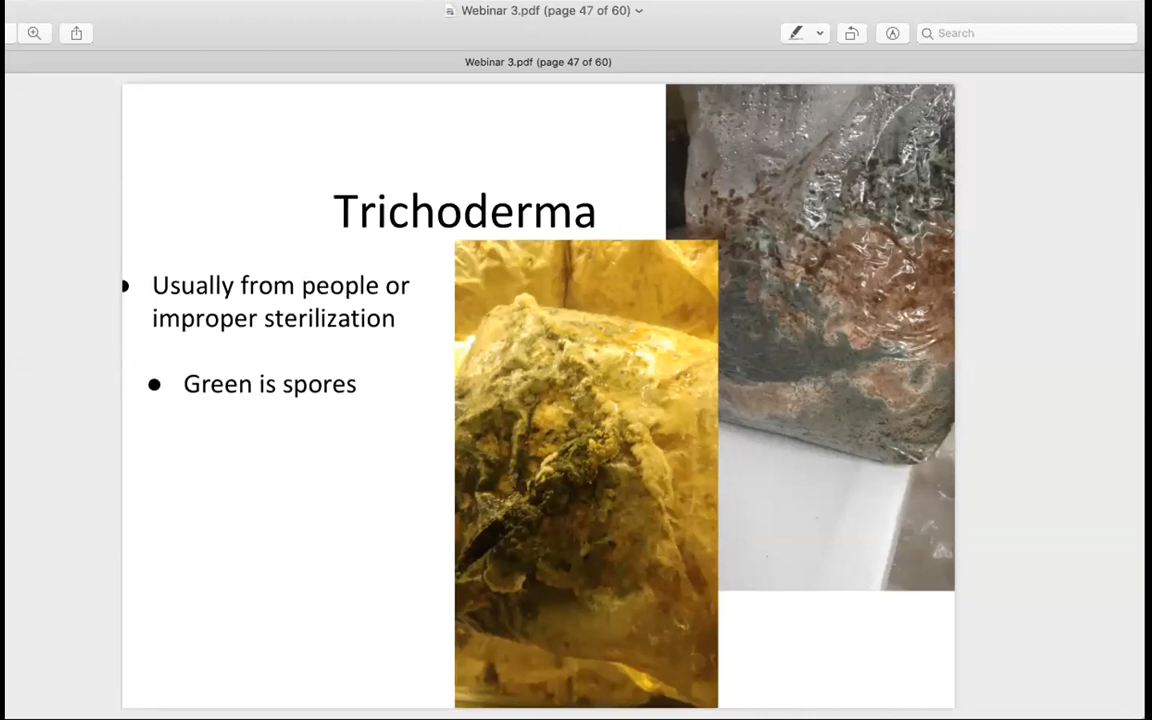 Webinar 3.pdf (page 47 of 60)
Search
Webinar 3.pdf (page 47 of 60)
Trichoderma
● Usually from people or
improper sterilization
● Green is spores